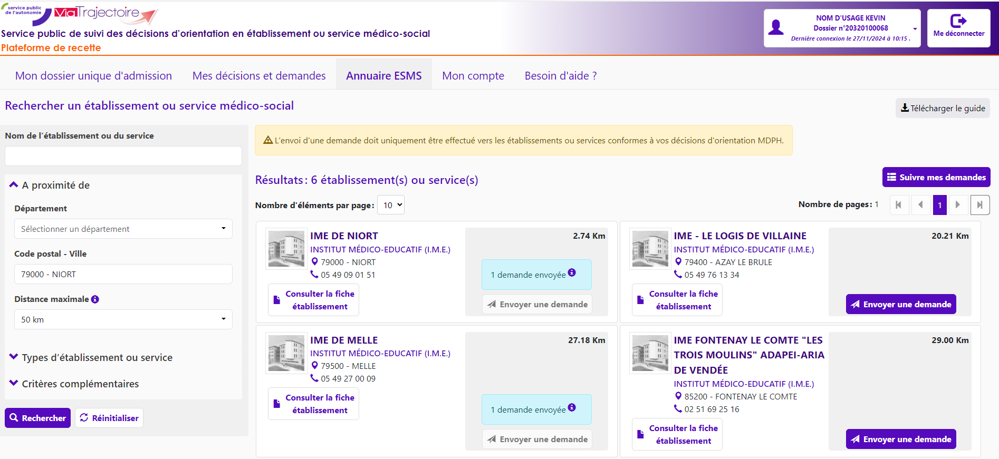 service public
de l'autonomie
ViaTrajectoire
Service public de suivi des décisions d'orientation en établissement ou service médico-social
Plateforme de recette
NOM D'USAGE KEVIN
Dossier n°20320100068
Dernière connexion le 27/11/2024 à 10:15 .
Me déconnecter
Mon dossier unique d'admission
Mes décisions et demandes
Annuaire ESMS
Mon compte
Besoin d'aide ?
Rechercher un établissement ou service médico-social
Télécharger le guide
Nom de l'établissement ou du service
A proximité de
Département
Sélectionner un département
Code postal - Ville
79000 - NIORT
Distance maximale
50 km
Types d'établissement ou service
Critères complémentaires
Rechercher
Réinitialiser
L'envoi d'une demande doit uniquement être effectué vers les établissements ou services conformes à vos décisions d'orientation MDPH.
Résultats : 6 établissement(s) ou service(s)
Suivre mes demandes
Nombre d'éléments par page : 10
Nombre de pages : 1
1
IME DE NIORT
INSTITUT MÉDICO-EDUCATIF (I.M.E.)
79000 - NIORT
05 49 09 01 51
Consulter la fiche
établissement
2.74 Km
1 demande envoyée
Envoyer une demande
IME - LE LOGIS DE VILLAINE
INSTITUT MÉDICO-EDUCATIF (I.M.E.)
79400 - AZAY LE BRULE
05 49 76 13 34
Consulter la fiche
établissement
20.21 Km
Envoyer une demande
IME DE MELLE
INSTITUT MÉDICO-EDUCATIF (I.M.E.)
79500 - MELLE
05 49 27 00 09
Consulter la fiche
établissement
27.18 Km
1 demande envoyée
Envoyer une demande
IME FONTENAY LE COMTE "LES
TROIS MOULINS" ADAPEI-ARIA
DE VENDÉE
INSTITUT MÉDICO-EDUCATIF (I.M.E.)
85200 - FONTENAY LE COMTE
02 51 69 25 16
Consulter la fiche
établissement
29.00 Km
Envoyer une demande